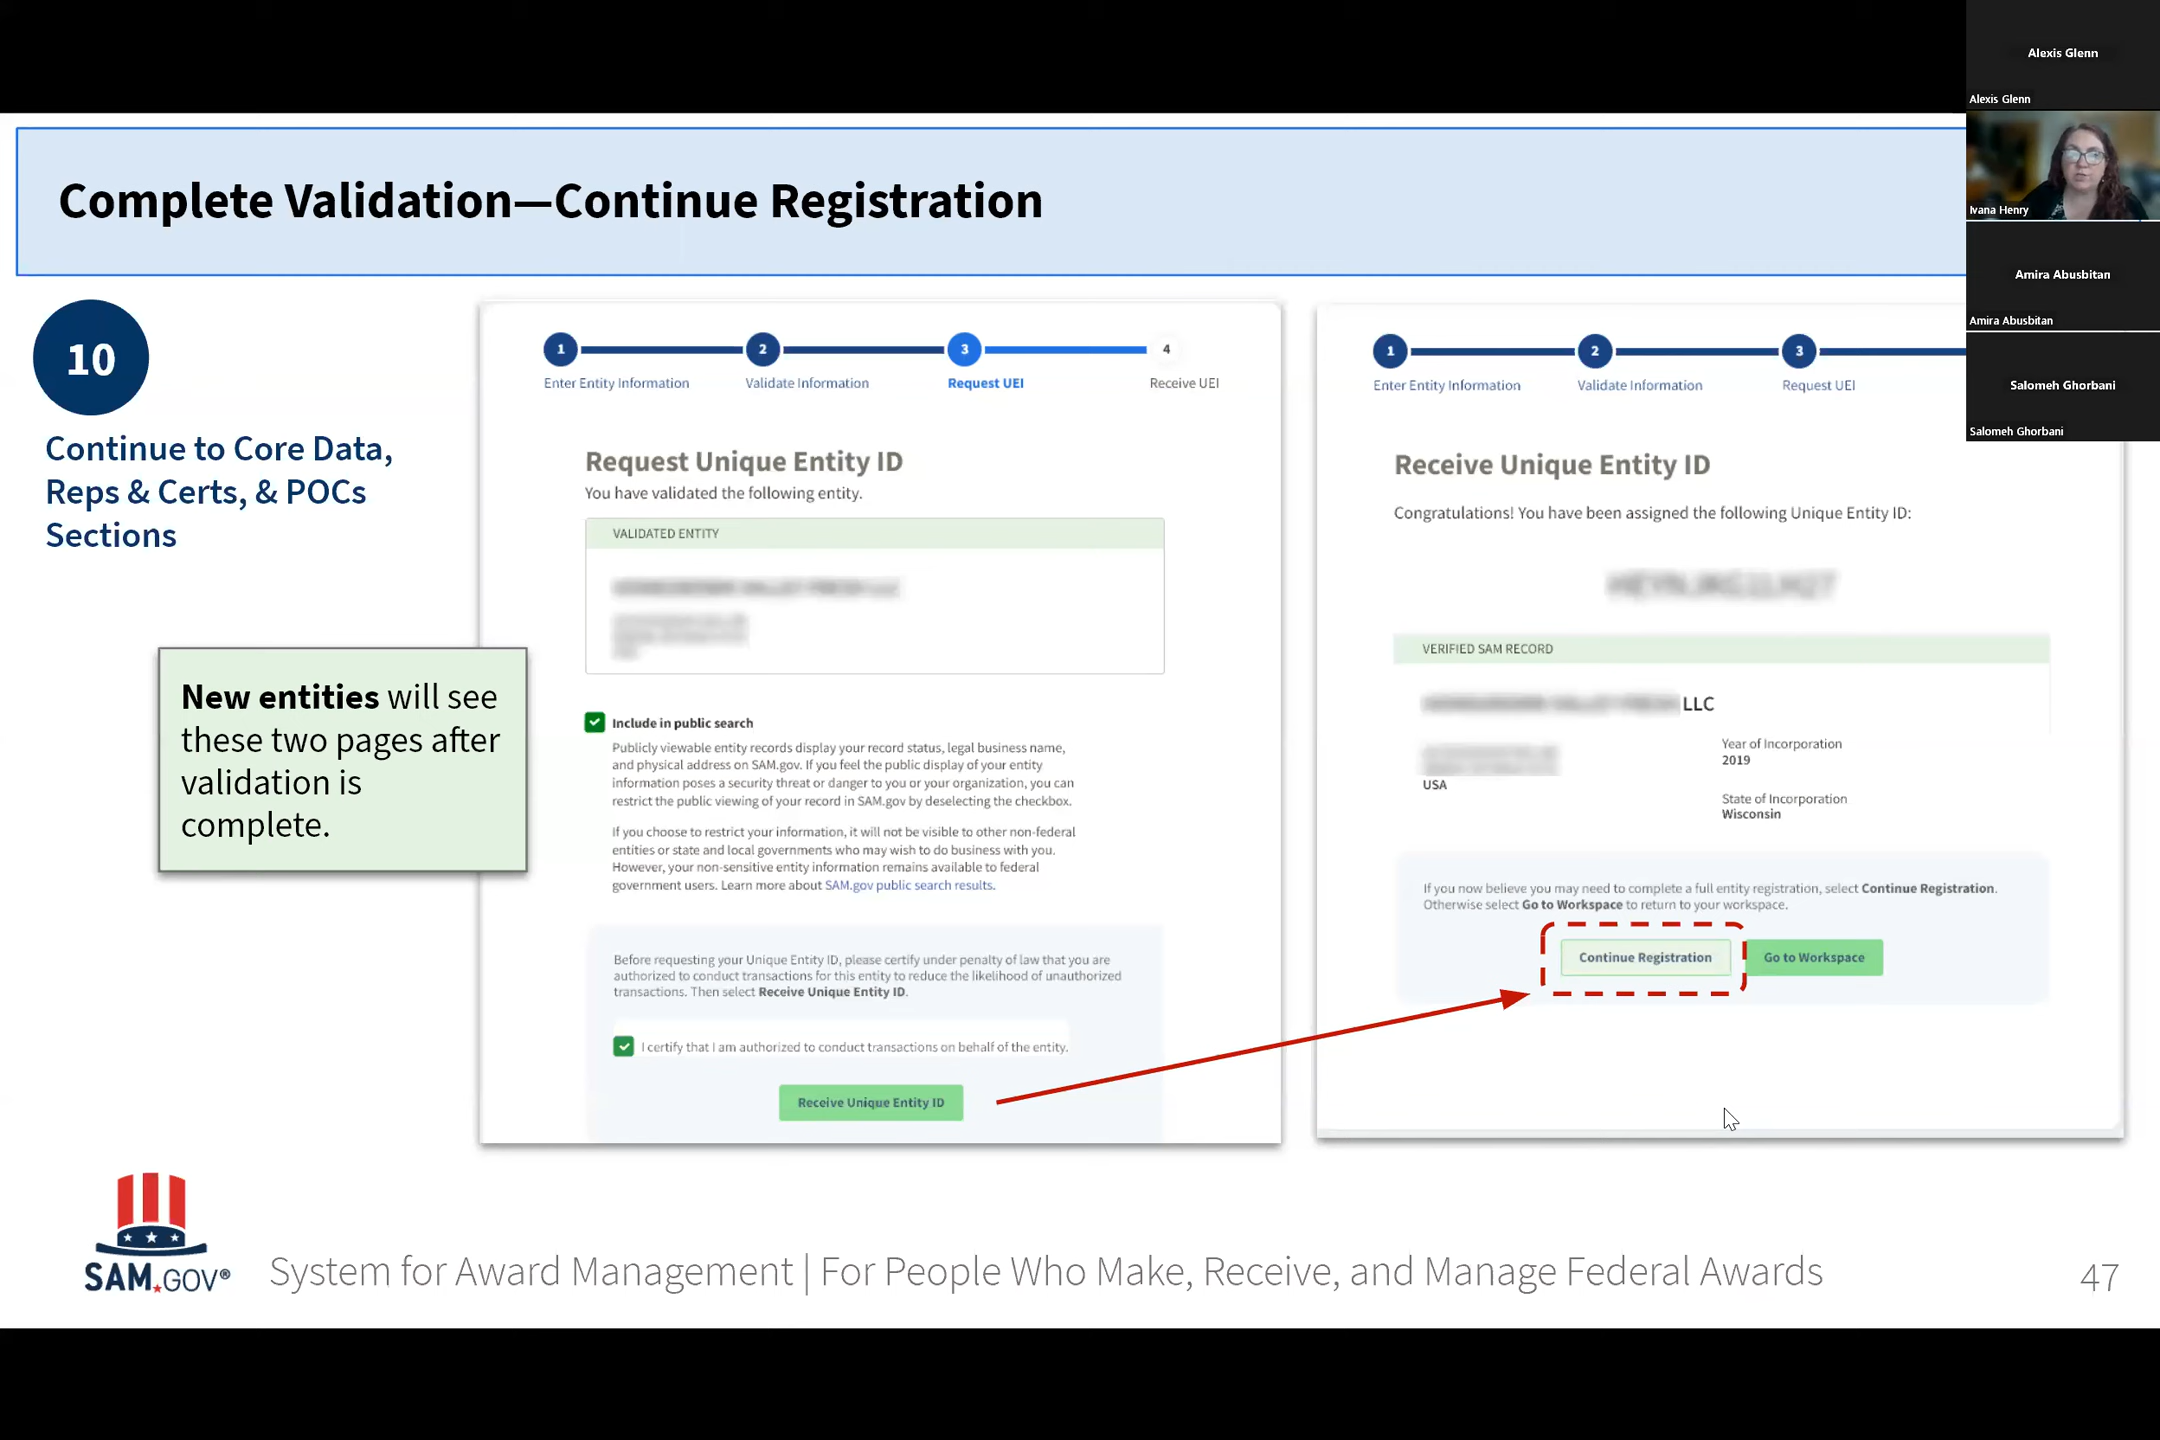 Alexis Glenn
Alexis Glenn
Ivana Henry
Amira Abusbitan
Amira Abusbitan
Salomeh Ghorbani
Salomeh Ghorbani
Complete Validation—Continue Registration
10
Continue to Core Data,
Reps & Certs, & POCs
Sections
New entities will see
these two pages after
validation is
complete.
1
2
3
4
Enter Entity Information
Validate Information
Request UEI
Receive UEI
Request Unique Entity ID
You have validated the following entity.
VALIDATED ENTITY
Include in public search
Publicly viewable entity records display your record status, legal business name,
and physical address on SAM.gov. If you feel the public display of your entity
information poses a security threat or danger to you or your organization, you can
restrict the public viewing of your record in SAM.gov by deselecting the checkbox.
If you choose to restrict your information, it will not be visible to other non-federal
entities or state and local governments who may wish to do business with you.
However, your non-sensitive entity information remains available to federal
government users. Learn more about SAM.gov public search results.
Before requesting your Unique Entity ID, please certify under penalty of law that you are
authorized to conduct transactions for this entity to reduce the likelihood of unauthorized
transactions. Then select Receive Unique Entity ID.
I certify that I am authorized to conduct transactions on behalf of the entity.
Receive Unique Entity ID
1
2
3
Enter Entity Information
Validate Information
Request UEI
Receive Unique Entity ID
Congratulations! You have been assigned the following Unique Entity ID:
VERIFIED SAM RECORD
LLC
USA
Year of Incorporation
2019
State of Incorporation
Wisconsin
If you now believe you may need to complete a full entity registration, select Continue Registration.
Otherwise select Go to Workspace to return to your workspace.
Continue Registration
Go to Workspace
SAM.GOV®
System for Award Management | For People Who Make, Receive, and Manage Federal Awards
47